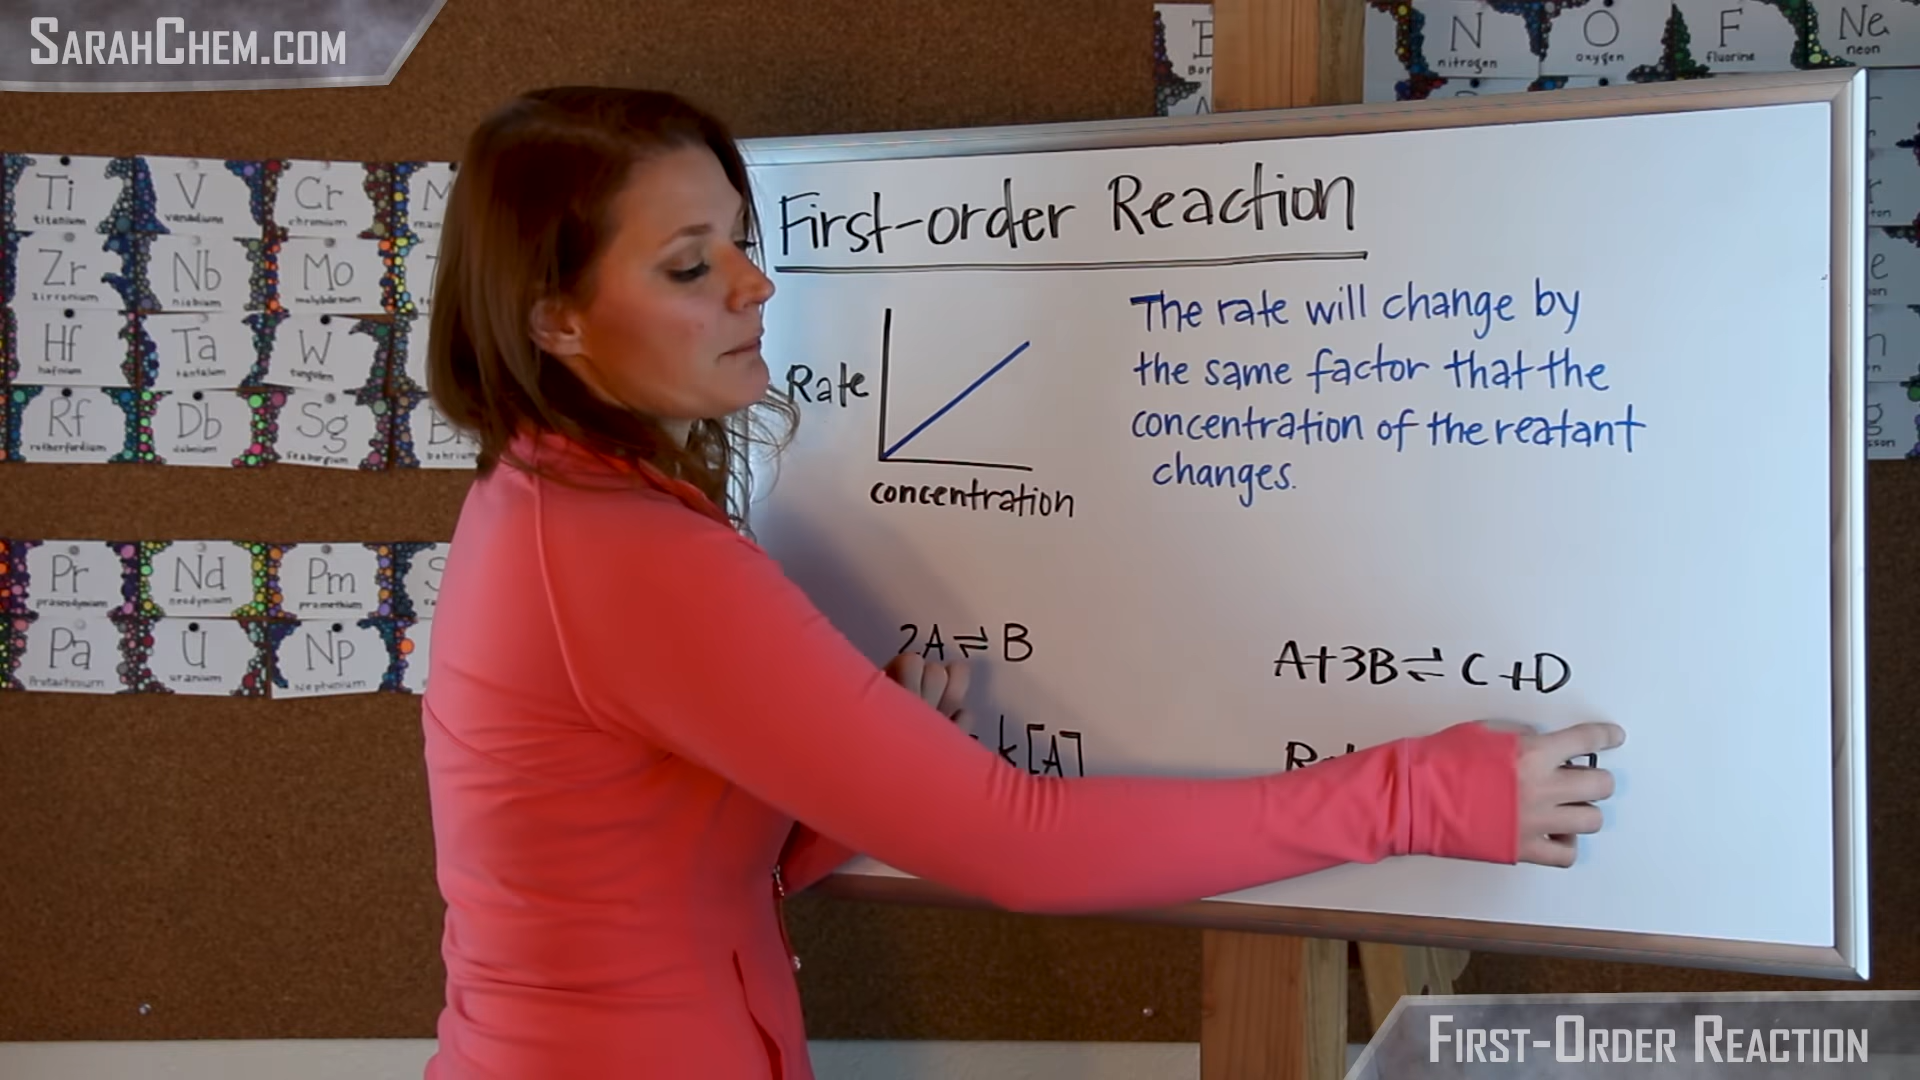 SARAHCHEM.COM
N
nitrogen
O
oxygen
F
fluorine
Ne
neon
Ti
titanium
V
vanadium
Cr
chromium
Zr
zirconium
Nb
niobium
Mo
molybdenum
Hf
hafnium
Ta
tantalum
W
tungsten
Rf
rutherfordium
Db
dubnium
Sg
seaborgium
bohrium
Pr
praseodymium
Nd
neodymium
Pm
promethium
Pa
Protactinium
U
uranium
Np
Neptunium
First-order Reaction
Rate
concentration
The rate will change by
the same factor that the
concentration of the reatant
changes.
2A ⇌ B
k[A]
A+3B ⇌ C+D
FIRST-ORDER REACTION